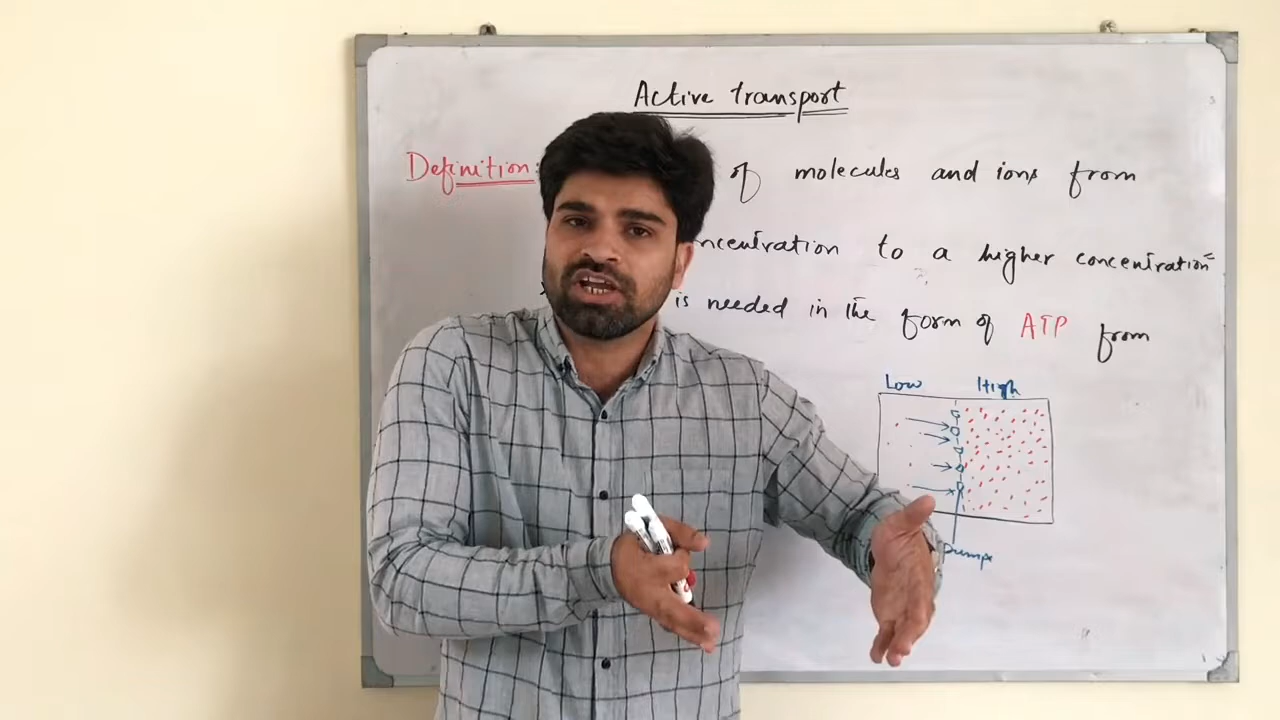 Active transport
Definition: of molecules and ions from
ncentration to a higher concentration
is needed in the form of ATP from
Low High
Pumps